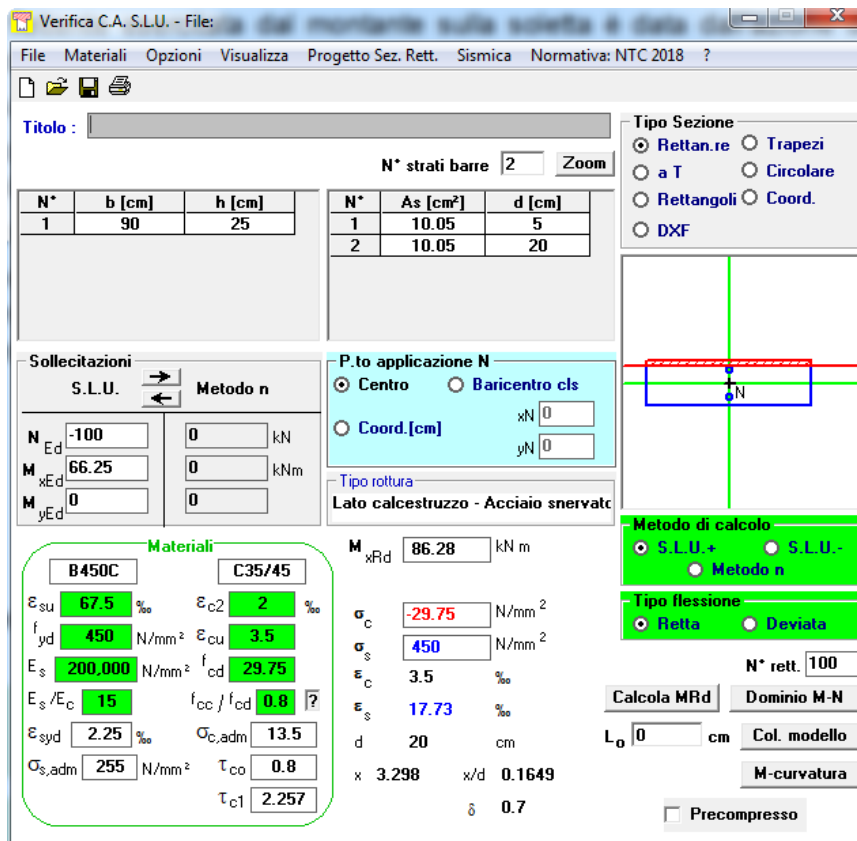 Verifica C.A. S.L.U. - File:
dal montante sulla soletta è data da
File Materiali Opzioni Visualizza Progetto Sez. Rett. Sismica Normativa: NTC 2018 ?
Titolo :
N° strati barre 2 Zoom
N° b [cm] h [cm]
1 90 25
N° As [cm²] d [cm]
1 10.05 5
2 10.05 20
Tipo Sezione
Rettan.re Trapezi
a T Circolare
Rettangoli Coord.
DXF
N
Sollecitazioni
S.L.U. Metodo n
N Ed -100 0 kN
M xEd 66.25 0 kNm
M yEd 0 0
P.to applicazione N
Centro Baricentro cls
Coord.[cm] xN 0
yN 0
Tipo rottura
Lato calcestruzzo - Acciaio snervato
Materiali
B450C C35/45
εsu 67.5 ‰ εc2 2 ‰
fyd 450 N/mm² εcu 3.5
Es 200,000 N/mm² fcd 29.75
Es/Ec 15 fcc / fcd 0.8 ?
εsyd 2.25 ‰ σc,adm 13.5
σs,adm 255 N/mm² τco 0.8
τc1 2.257
M xRd 86.28 kN m
σc -29.75 N/mm²
σs 450 N/mm²
εc 3.5 ‰
εs 17.73 ‰
d 20 cm
x 3.298 x/d 0.1649
δ 0.7
Metodo di calcolo
S.L.U.+ S.L.U.-
Metodo n
Tipo flessione
Retta Deviata
N° rett. 100
Calcola MRd Dominio M-N
Lo 0 cm Col. modello
M-curvatura
Precompresso